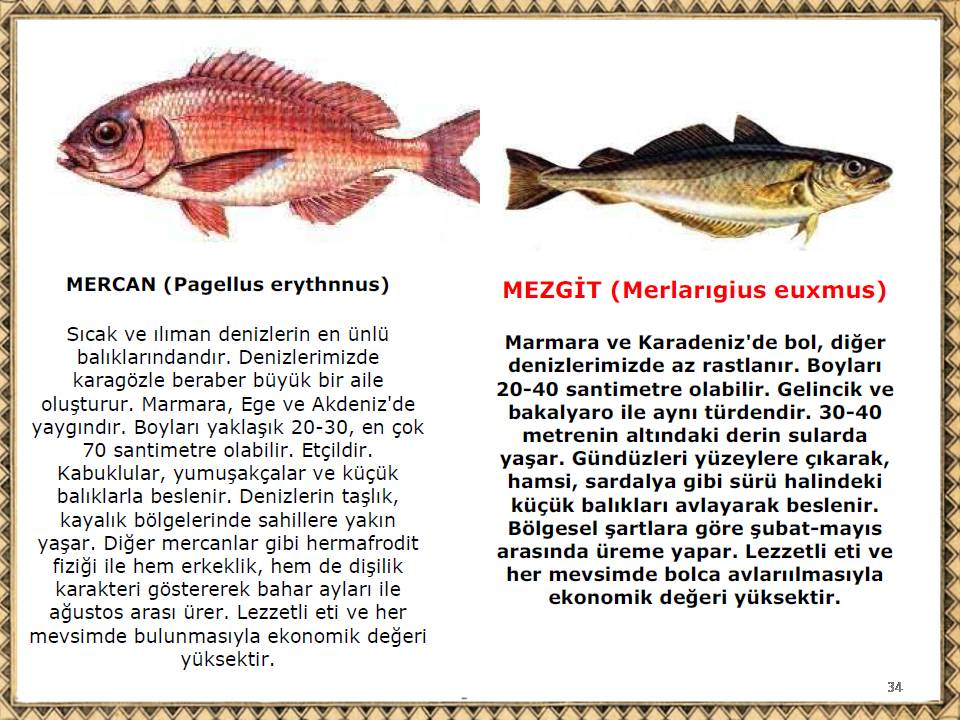 MERCAN (Pagellus erythnnus)
Sıcak ve ılıman denizlerin en ünlü
balıklarındandır. Denizlerimizde
karagözle beraber büyük bir aile
oluşturur. Marmara, Ege ve Akdeniz'de
yaygındır. Boyları yaklaşık 20-30, en çok
70 santimetre olabilir. Etçildir.
Kabuklular, yumuşakçalar ve küçük
balıklarla beslenir. Denizlerin taşlık,
kayalık bölgelerinde sahillere yakın
yaşar. Diğer mercanlar gibi hermafrodit
fiziği ile hem erkeklik, hem de dişilik
karakteri göstererek bahar ayları ile
ağustos arası ürer. Lezzetli eti ve her
mevsimde bulunmasıyla ekonomik değeri
yüksektir.
MEZGİT (Merlarıgius euxmus)
Marmara ve Karadeniz'de bol, diğer
denizlerimizde az rastlanır. Boyları
20-40 santimetre olabilir. Gelincik ve
bakalyaro ile aynı türdendir. 30-40
metrenin altındaki derin sularda
yaşar. Gündüzleri yüzeylere çıkarak,
hamsi, sardalya gibi sürü halindeki
küçük balıkları avlayarak beslenir.
Bölgesel şartlara göre şubat-mayıs
arasında üreme yapar. Lezzetli eti ve
her mevsimde bolca avlarıılmasıyla
ekonomik değeri yüksektir.
34